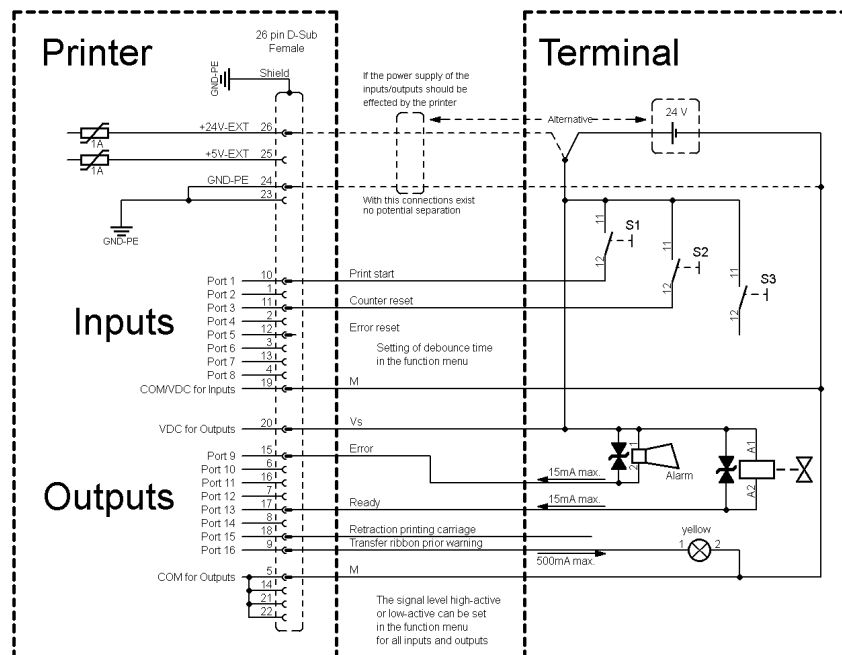 Printer
26 pin D-Sub
Female
Terminal
GND-PE
Shield
If the power supply of the
inputs/outputs should be
effected by the printer
Alternative
24 V
+24V-EXT 26
1A
+5V-EXT 25
1A
GND-PE 24
23
GND-PE
With this connections exist
no potential separation
11
12
S1
11
12
S2
11
12
S3
Inputs
Port 1 10 Print start
Port 2 1
Port 3 11 Counter reset
Port 4 2
Port 5 12 Error reset
Port 6 3
Port 7 13
Port 8 4
COM/VDC for Inputs 19 M
Setting of debounce time
in the function menu
VDC for Outputs 20 Vs
Outputs
Port 9 15 Error
Port 10 6
Port 11 16
Port 12 7
Port 13 17 Ready
Port 14 8
Port 15 18 Retraction printing carriage
Port 16 9 Transfer ribbon prior warning
15mA max.
1
2
Alarm
A1
A2
15mA max.
yellow
1 2
500mA max.
COM for Outputs 5 M
14
21
22
The signal level high-active
or low-active can be set
in the function menu
for all inputs and outputs